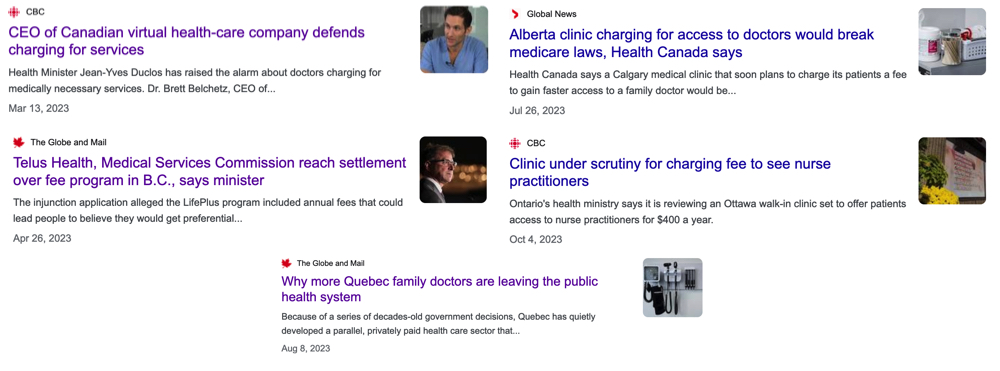 CBC
CEO of Canadian virtual health-care company defends
charging for services
Health Minister Jean-Yves Duclos has raised the alarm about doctors charging for
medically necessary services. Dr. Brett Belchetz, CEO of...
Mar 13, 2023
Global News
Alberta clinic charging for access to doctors would break
medicare laws, Health Canada says
Health Canada says a Calgary medical clinic that soon plans to charge its patients a fee
to gain faster access to a family doctor would be...
Jul 26, 2023
The Globe and Mail
Telus Health, Medical Services Commission reach settlement
over fee program in B.C., says minister
The injunction application alleged the LifePlus program included annual fees that could
lead people to believe they would get preferential...
Apr 26, 2023
CBC
Clinic under scrutiny for charging fee to see nurse
practitioners
Ontario's health ministry says it is reviewing an Ottawa walk-in clinic set to offer patients
access to nurse practitioners for $400 a year.
Oct 4, 2023
The Globe and Mail
Why more Quebec family doctors are leaving the public
health system
Because of a series of decades-old government decisions, Quebec has quietly
developed a parallel, privately paid health care sector that...
Aug 8, 2023